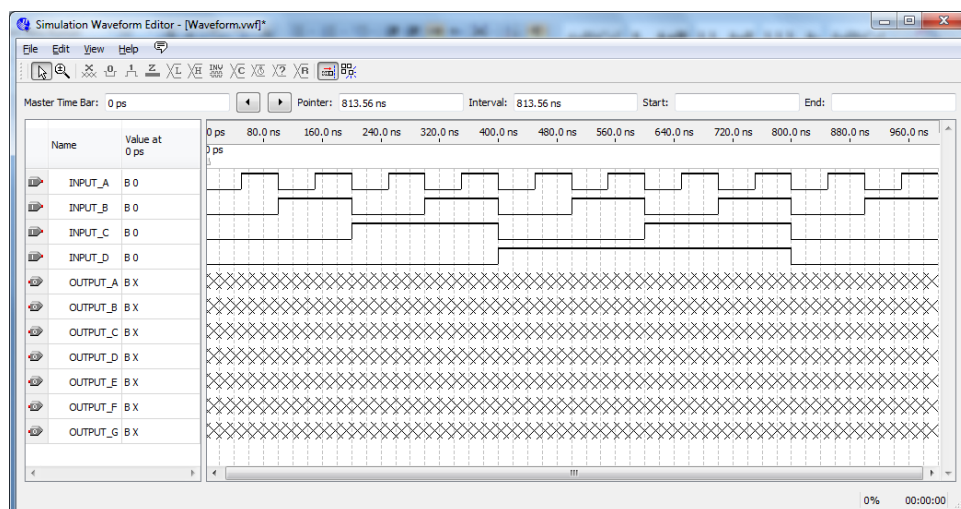 Simulation Waveform Editor - [Waveform.vwf]*
File Edit View Help
Master Time Bar: 0 ps Pointer: 813.56 ns Interval: 813.56 ns Start: End:
Name Value at 0 ps
0 ps 80.0 ns 160.0 ns 240.0 ns 320.0 ns 400.0 ns 480.0 ns 560.0 ns 640.0 ns 720.0 ns 800.0 ns 880.0 ns 960.0 ns
0 ps
INPUT_A B 0
INPUT_B B 0
INPUT_C B 0
INPUT_D B 0
OUTPUT_A B X
OUTPUT_B B X
OUTPUT_C B X
OUTPUT_D B X
OUTPUT_E B X
OUTPUT_F B X
OUTPUT_G B X
0% 00:00:00